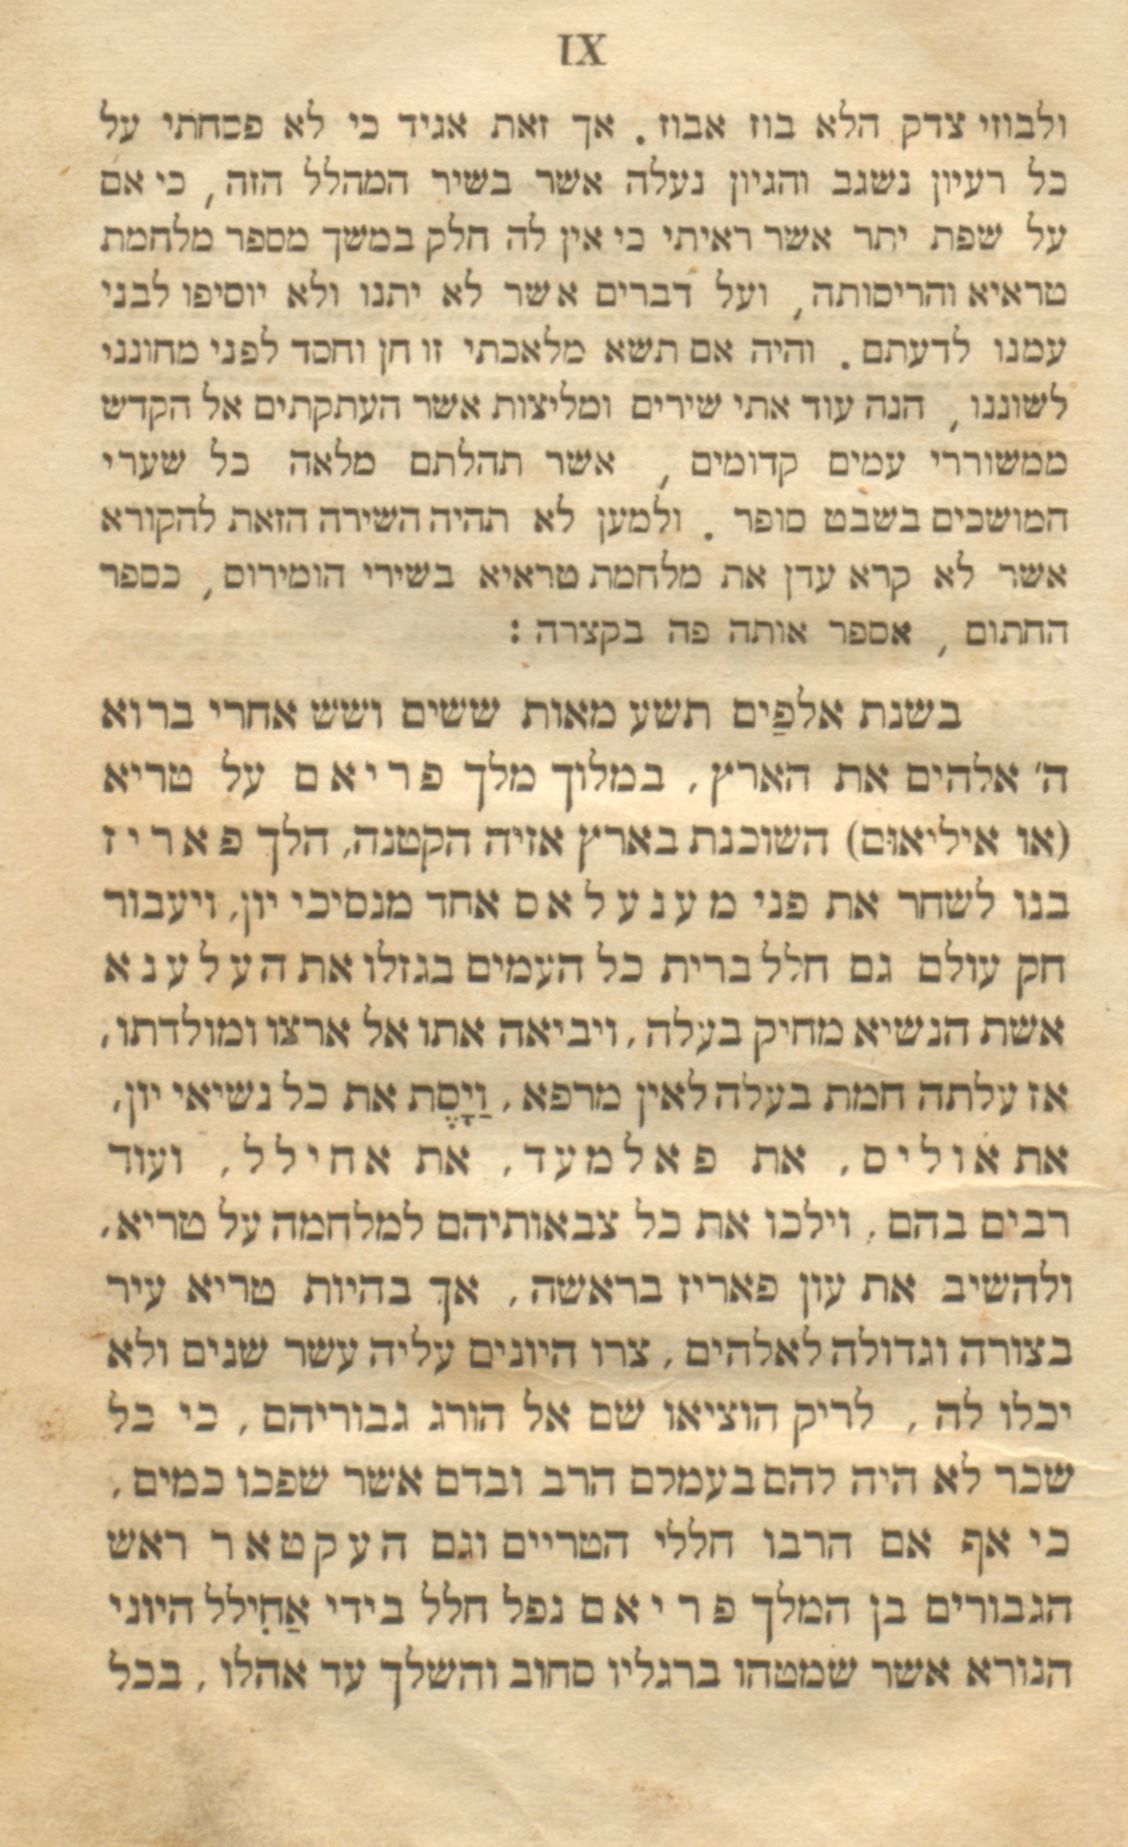 IX
ולבוזי צדק הלא בוז אבוז . אך זאת אגיד כי לא פסחתי על
כל רעיון נשגב והגיון נעלה אשר בשיר המהלל הזה , כי אם
על שפת יתר אשר ראיתי כי אין לה חלק במשך מספר מלחמת
טראיא והריסותה , ועל דברים אשר לא יתנו ולא יוסיפו לבני
עמנו לדעתם . והיה אם תשא מלאכתי זו חן וחסד לפני מחונני
לשוננו , הנה עוד אתי שירים ומליצות אשר העתקתים אל הקדש
ממשוררי עמים קדומים , אשר תהלתם מלאה כל שערי
המושכים בשבט סופר . ולמען לא תהיה השירה הזאת להקורא
אשר לא קרא עדן את מלחמת טראיא בשירי הומירוס , כספר
החתום , אספר אותה פה בקצרה :
בשנת אלפַים תשע מאות ששים ושש אחרי ברוא
ה׳ אלהים את הארץ , במלוך מלך פריאם על טריא
(או איליאוּם) השוכנת בארץ אזיה הקטנה, הלך פאריז
בנו לשחר את פני מענעלאס אחד מנסיכי יון, ויעבור
חק עולם גם חלל ברית כל העמים בגזלו את העלענא
אשת הנשיא מחיק בעלה , ויביאה אתו אל ארצו ומולדתו ,
אז עלתה חמת בעלה לאין מרפא , וַיָסֶת את כל נשיאי יון,
את אוליס , את פאלמעד , את אחילל , ועוד
רבים בהם , וילכו את כל צבאותיהם למלחמה על טריא,
ולהשיב את עון פאריז בראשה , אך בהיות טריא עיר
בצורה וגדולה לאלהים , צרו היונים עליה עשר שנים ולא
יכלו לה , לריק הוציאו שם אל הורג גבוריהם , כי כל
שכר לא היה להם בעמלם הרב ובדם אשר שפכו כמים ,
כי אף אם הרבו חללי הטריים וגם העקטאר ראש
הגבורים בן המלך פריאם נפל חלל בידי אַחִילל היוני
הנורא אשר שמטהו ברגליו סחוב והשלך עד אהלו , בכל